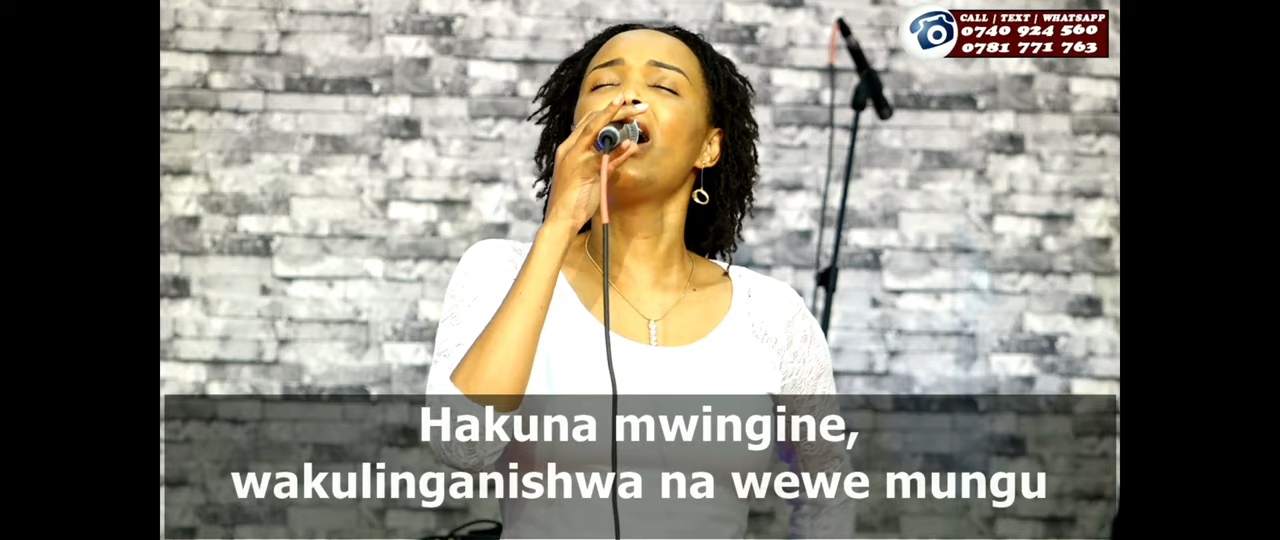 CALL | TEXT | WHATSAPP
0740 924 560
0781 771 763
Hakuna mwingine,
wakulinganishwa na wewe mungu